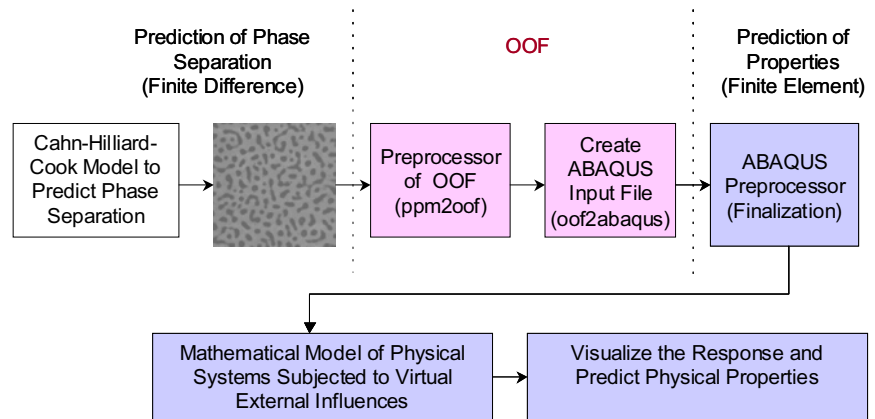 Prediction of Phase
Separation
(Finite Difference)
OOF
Prediction of
Properties
(Finite Element)
Cahn-Hilliard-
Cook Model to
Predict Phase
Separation
Preprocessor
of OOF
(ppm2oof)
Create
ABAQUS
Input File
(oof2abaqus)
ABAQUS
Preprocessor
(Finalization)
Mathematical Model of Physical
Systems Subjected to Virtual
External Influences
Visualize the Response and
Predict Physical Properties